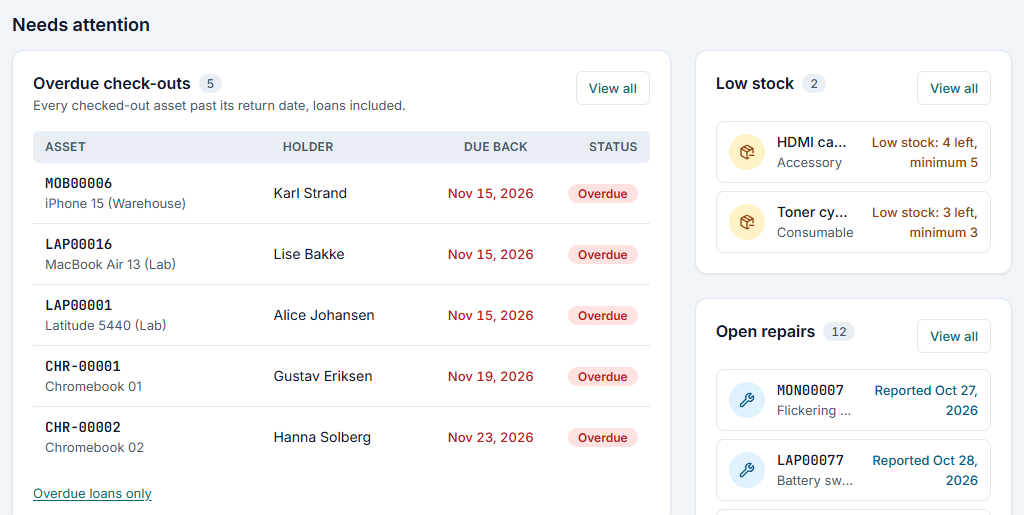 Needs attention
Overdue check-outs 5
View all
Every checked-out asset past its return date, loans included.
ASSET HOLDER DUE BACK STATUS
MOB00006
iPhone 15 (Warehouse)
Karl Strand
Nov 15, 2026
Overdue
LAP00016
MacBook Air 13 (Lab)
Lise Bakke
Nov 15, 2026
Overdue
LAP00001
Latitude 5440 (Lab)
Alice Johansen
Nov 15, 2026
Overdue
CHR-00001
Chromebook 01
Gustav Eriksen
Nov 19, 2026
Overdue
CHR-00002
Chromebook 02
Hanna Solberg
Nov 23, 2026
Overdue
Overdue loans only
Low stock 2
View all
HDMI ca...
Accessory
Low stock: 4 left,
minimum 5
Toner cy...
Consumable
Low stock: 3 left,
minimum 3
Open repairs 12
View all
MON00007
Flickering ...
Reported Oct 27,
2026
LAP00077
Battery sw...
Reported Oct 28,
2026